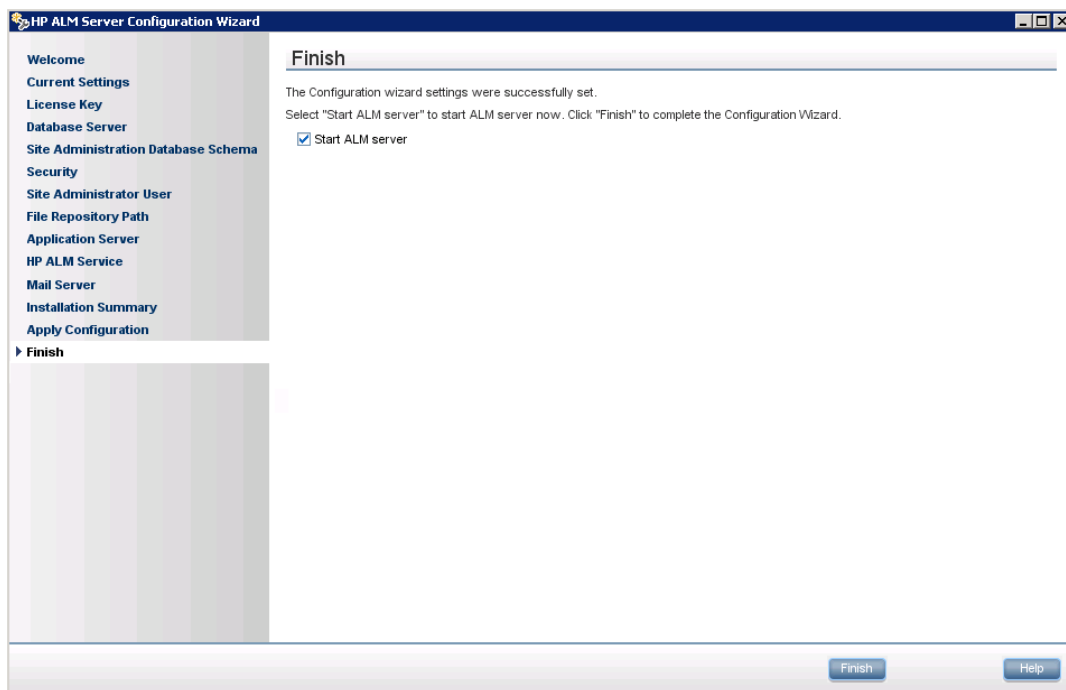 HP ALM Server Configuration Wizard
Welcome
Current Settings
License Key
Database Server
Site Administration Database Schema
Security
Site Administrator User
File Repository Path
Application Server
HP ALM Service
Mail Server
Installation Summary
Apply Configuration
Finish
Finish
The Configuration wizard settings were successfully set.
Select "Start ALM server" to start ALM server now. Click "Finish" to complete the Configuration Wizard.
Start ALM server
Finish
Help